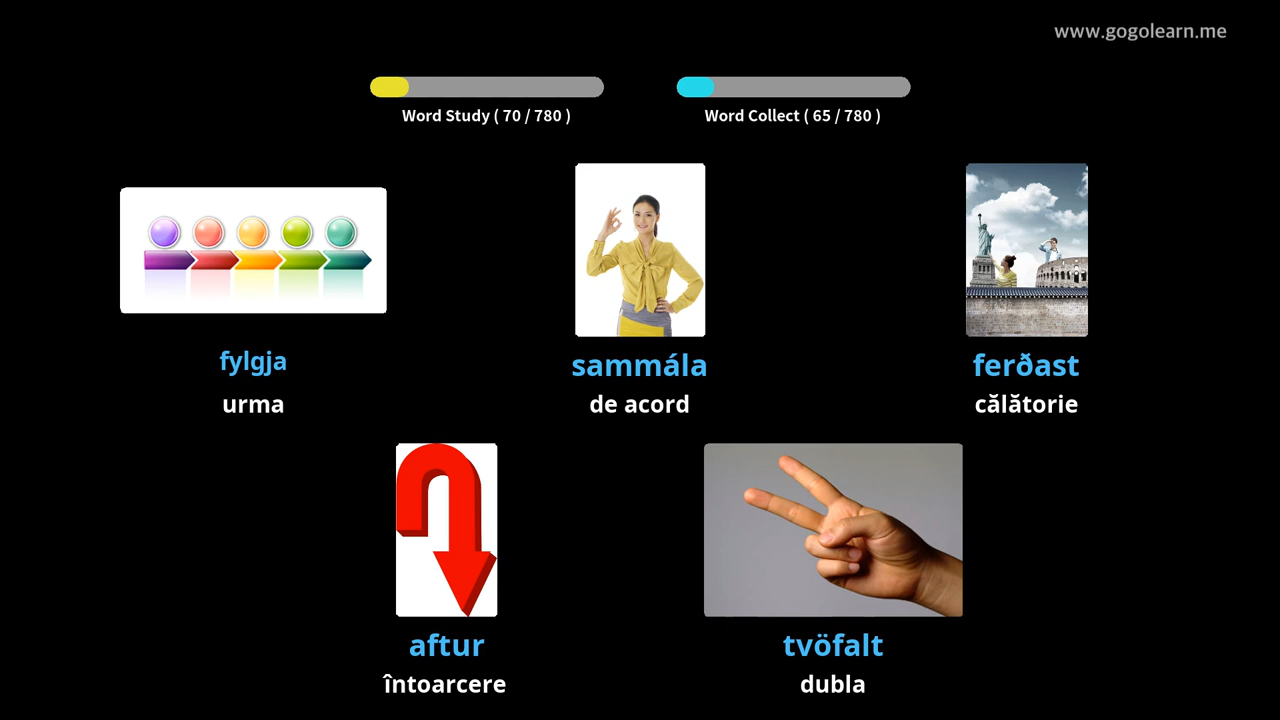 www.gogolearn.me
Word Study ( 70 / 780 )
Word Collect ( 65 / 780 )
fylgja
urma
sammála
de acord
ferðast
călătorie
aftur
întoarcere
tvöfalt
dubla